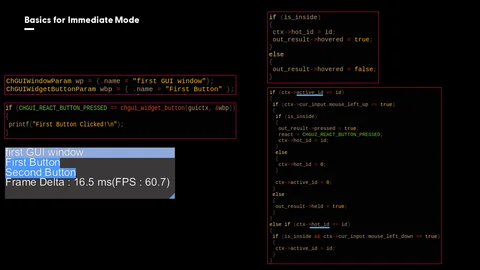 Basics for Immediate Mode
ChGUIWindowParam wp = {.name = "first GUI window"};
ChGUIWidgetButtonParam wbp = { .name = "First Button" };
if (CHGUI_REACT_BUTTON_PRESSED == chgui_widget_button(guictx, &wbp))
{
printf("First Button Clicked!\n");
}
first GUI window
First Button
Second Button
Frame Delta : 16.5 ms(FPS : 60.7)
if (is_inside)
{
ctx->hot_id = id;
out_result->hovered = true;
}
else
{
out_result->hovered = false;
}
if (ctx->active_id == id)
{
if (ctx->cur_input.mouse_left_up == true)
{
if (is_inside)
{
out_result->pressed = true;
react = CHGUI_REACT_BUTTON_PRESSED;
ctx->hot_id = id;
}
else
{
ctx->hot_id = 0;
}
ctx->active_id = 0;
}
else
{
out_result->held = true;
}
}
else if (ctx->hot_id == id)
{
if (is_inside && ctx->cur_input.mouse_left_down == true)
{
ctx->active_id = id;
}
}